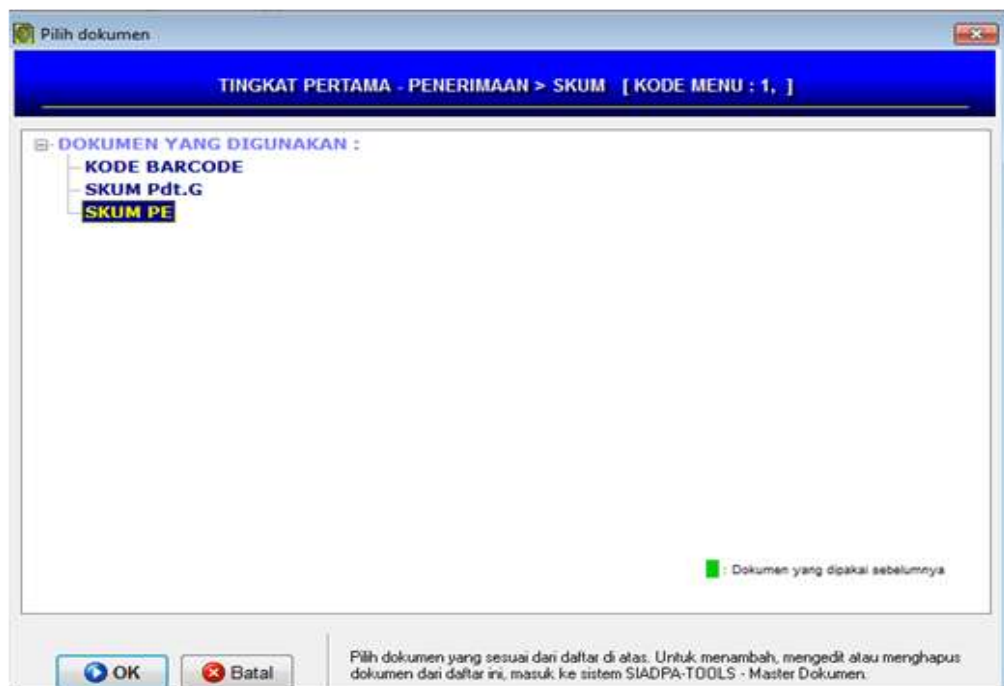 Pilih dokumen
TINGKAT PERTAMA - PENERIMAAN > SKUM [ KODE MENU : 1, ]
DOKUMEN YANG DIGUNAKAN :
KODE BARCODE
SKUM Pdt.G
SKUM PE
: Dokumen yang dipakai sebelumnya
OK
Batal
Pilih dokumen yang sesuai dari daftar di atas. Untuk menambah, mengedit atau menghapus
dokumen dari daftar ini, masuk ke sistem SIADPA-TOOLS - Master Dokumen.